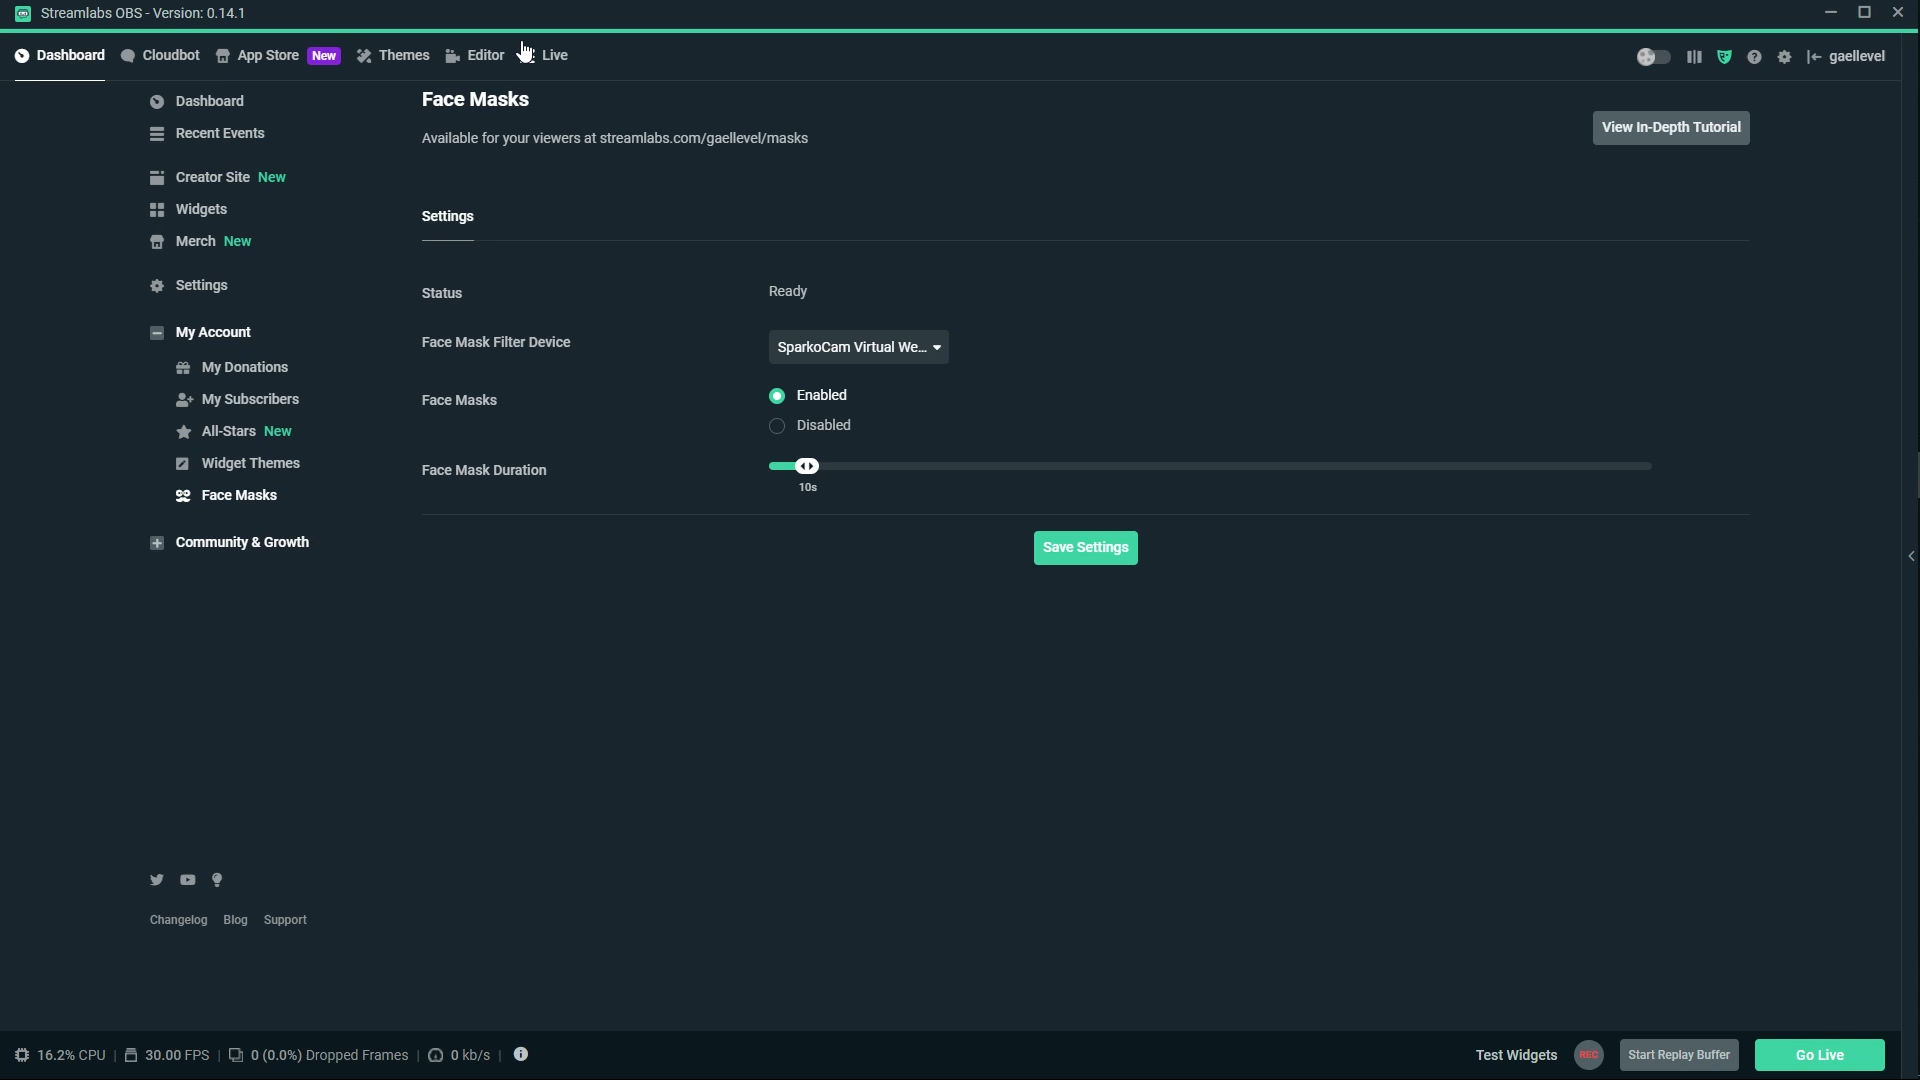 Streamlabs OBS - Version: 0.14.1
Dashboard
Cloudbot
App Store New
Themes
Editor
Live
gaellevel
Dashboard
Recent Events
Creator Site New
Widgets
Merch New
Settings
My Account
My Donations
My Subscribers
All-Stars New
Widget Themes
Face Masks
Community & Growth
Changelog Blog Support
Face Masks
Available for your viewers at streamlabs.com/gaellevel/masks
View In-Depth Tutorial
Settings
Status Ready
Face Mask Filter Device SparkoCam Virtual We...
Face Masks Enabled
Disabled
Face Mask Duration
10s
Save Settings
16.2% CPU
30.00 FPS
0 (0.0%) Dropped Frames
0 kb/s
Test Widgets
REC
Start Replay Buffer
Go Live